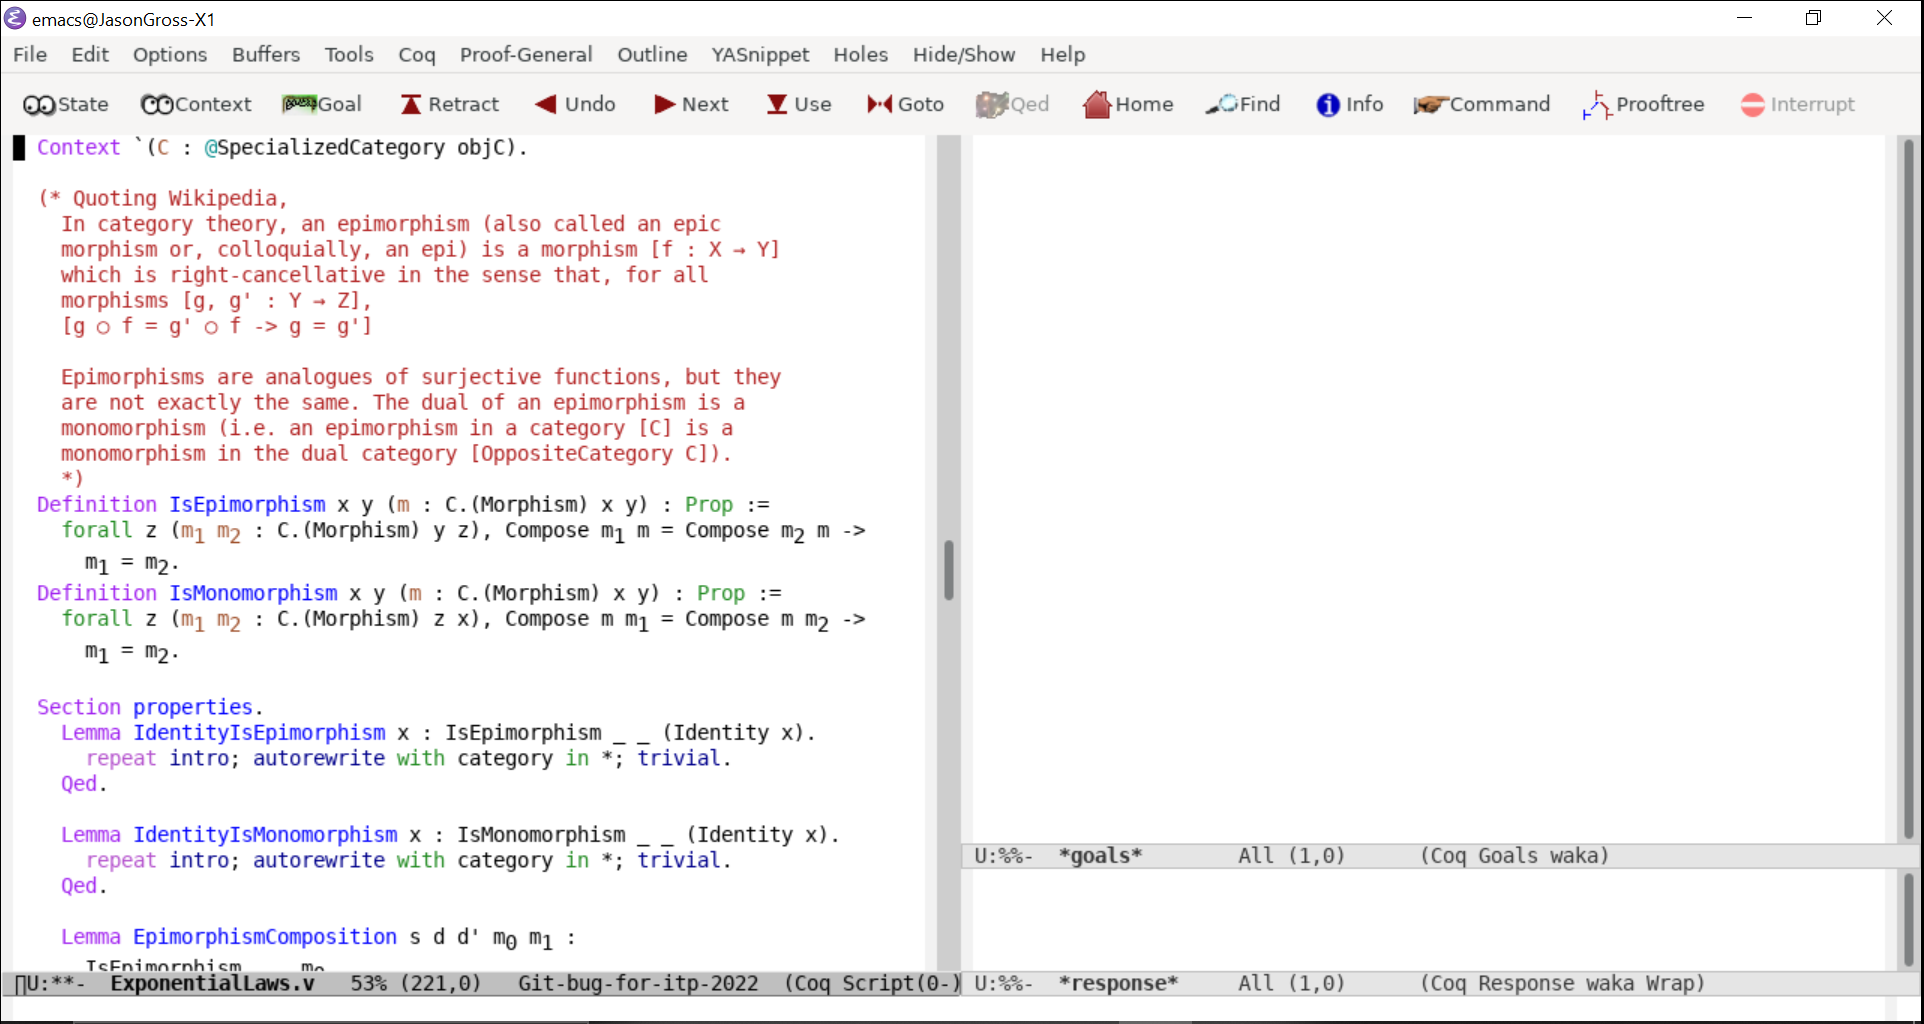 emacs@JasonGross-X1
File Edit Options Buffers Tools Coq Proof-General Outline YASnippet Holes Hide/Show Help
State Context Goal Retract Undo Next Use Goto Qed Home Find Info Command Prooftree Interrupt
Context `(C : @SpecializedCategory objC).
(* Quoting Wikipedia,
In category theory, an epimorphism (also called an epic
morphism or, colloquially, an epi) is a morphism [f : X → Y]
which is right-cancellative in the sense that, for all
morphisms [g, g' : Y → Z],
[g ○ f = g' ○ f -> g = g']
Epimorphisms are analogues of surjective functions, but they
are not exactly the same. The dual of an epimorphism is a
monomorphism (i.e. an epimorphism in a category [C] is a
monomorphism in the dual category [OppositeCategory C]).
*)
Definition IsEpimorphism x y (m : C.(Morphism) x y) : Prop :=
forall z (m₁ m₂ : C.(Morphism) y z), Compose m₁ m = Compose m₂ m ->
m₁ = m₂.
Definition IsMonomorphism x y (m : C.(Morphism) x y) : Prop :=
forall z (m₁ m₂ : C.(Morphism) z x), Compose m m₁ = Compose m m₂ ->
m₁ = m₂.
Section properties.
Lemma IdentityIsEpimorphism x : IsEpimorphism _ _ (Identity x).
repeat intro; autorewrite with category in *; trivial.
Qed.
Lemma IdentityIsMonomorphism x : IsMonomorphism _ _ (Identity x).
repeat intro; autorewrite with category in *; trivial.
Qed.
Lemma EpimorphismComposition s d d' m₀ m₁ :
IsEpimorphism _ _ m₀
U:**- ExponentialLaws.v 53% (221,0) Git-bug-for-itp-2022 (Coq Script(0-)
U:%%- *goals* All (1,0) (Coq Goals waka)
U:%%- *response* All (1,0) (Coq Response waka Wrap)